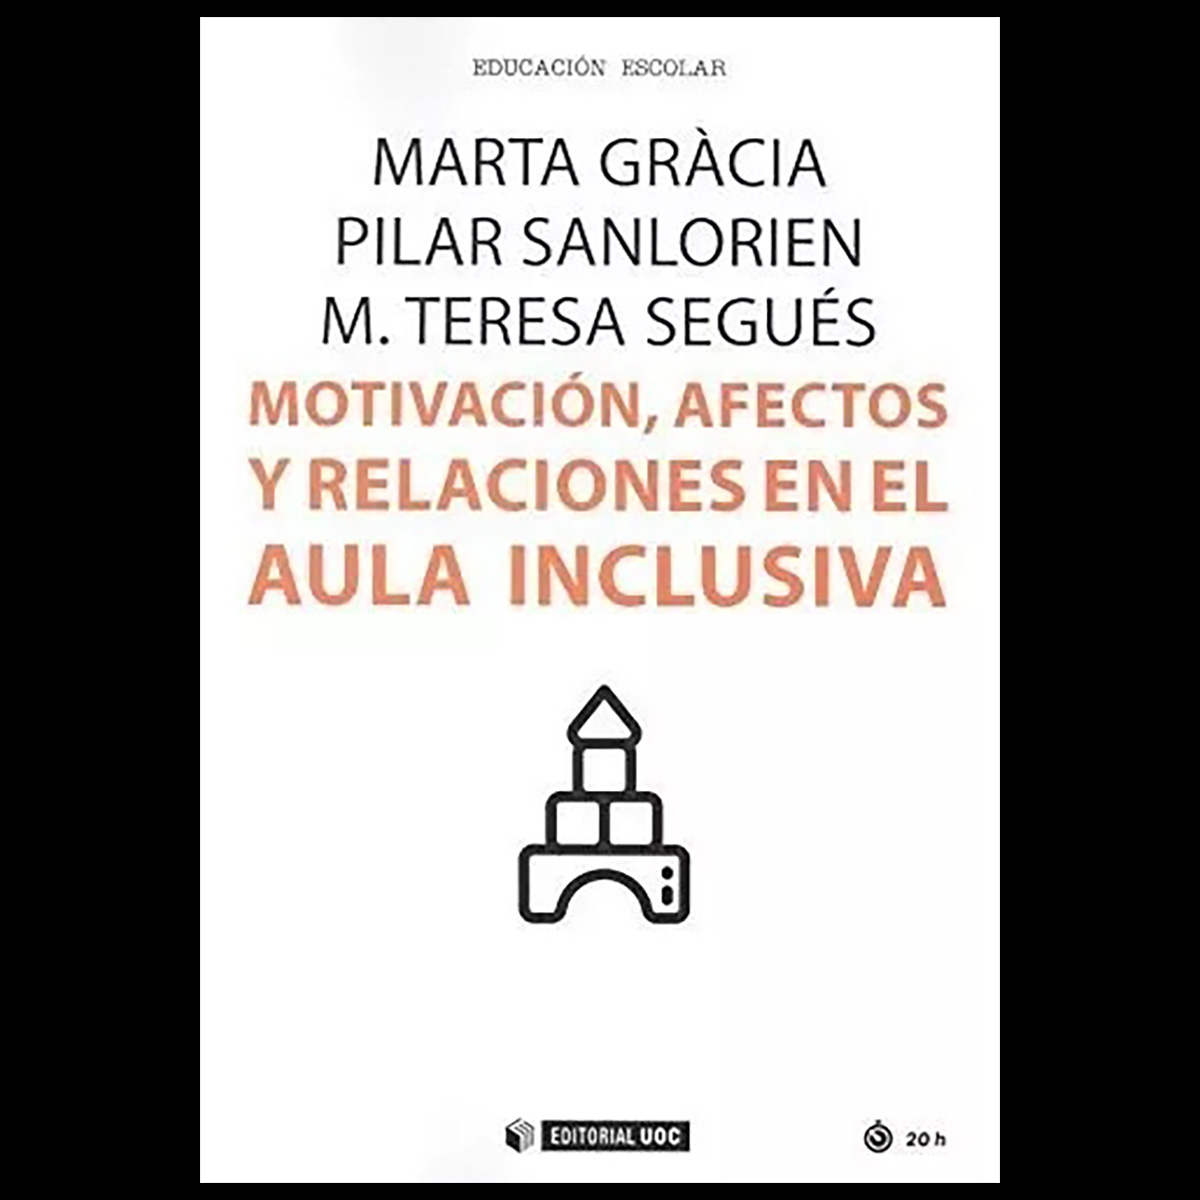 EDUCACIÓN ESCOLAR
MARTA GRÀCIA
PILAR SANLORIEN
M. TERESA SEGUÉS
MOTIVACIÓN, AFECTOS
Y RELACIONES EN EL
AULA INCLUSIVA
EDITORIAL UOC
20 h